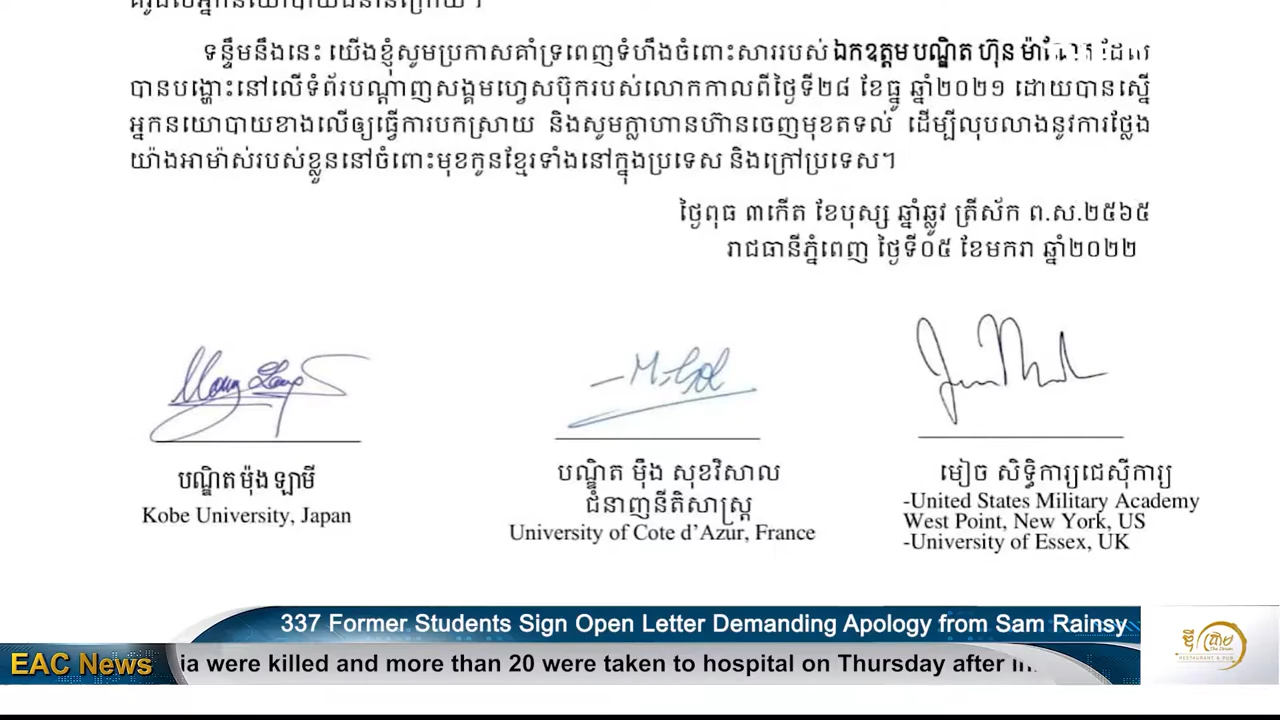 ទន្ទឹមនឹងនេះ យើងខ្ញុំសូមប្រកាសគាំទ្រពេញទំហឹងចំពោះសាររបស់ ឯកឧត្តមបណ្ឌិត ហ៊ុន ម៉ាណែត ដែល
បានបង្ហោះនៅលើទំព័របណ្តាញសង្គមហ្វេសប៊ុករបស់លោកកាលពីថ្ងៃទី២៨ ខែធ្នូ ឆ្នាំ២០២១ ដោយបានស្នើ
អ្នកនយោបាយខាងលើឲ្យធ្វើការបកស្រាយ និងសូមក្លាហានហ៊ានចេញមុខតទល់ ដើម្បីលុបលាងនូវការថ្លែង
យ៉ាងអាម៉ាស់របស់ខ្លួននៅចំពោះមុខកូនខ្មែរទាំងនៅក្នុងប្រទេស និងក្រៅប្រទេស។
ថ្ងៃពុធ ៣កើត ខែបុស្ស ឆ្នាំឆ្លូវ ត្រីស័ក ព.ស.២៥៦៥
រាជធានីភ្នំពេញ ថ្ងៃទី០៥ ខែមករា ឆ្នាំ២០២២
បណ្ឌិត ម៉ុង ឡាមី
Kobe University, Japan
បណ្ឌិត ម៉ឹង សុខវិសាល
ជំនាញនីតិសាស្ត្រ
University of Cote d’Azur, France
មៀច សិទ្ធិការ្យជេស៊ីការ្យ
-United States Military Academy
West Point, New York, US
-University of Essex, UK
337 Former Students Sign Open Letter Demanding Apology from Sam Rainsy
EAC News
ia were killed and more than 20 were taken to hospital on Thursday after
RESTAURANT & PUB